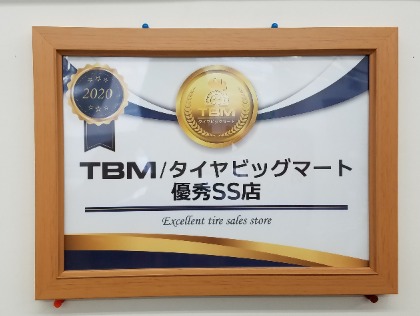 2020
TBM
タイヤビッグマート
TBM/タイヤビッグマート
優秀SS店
Excellent tire sales store